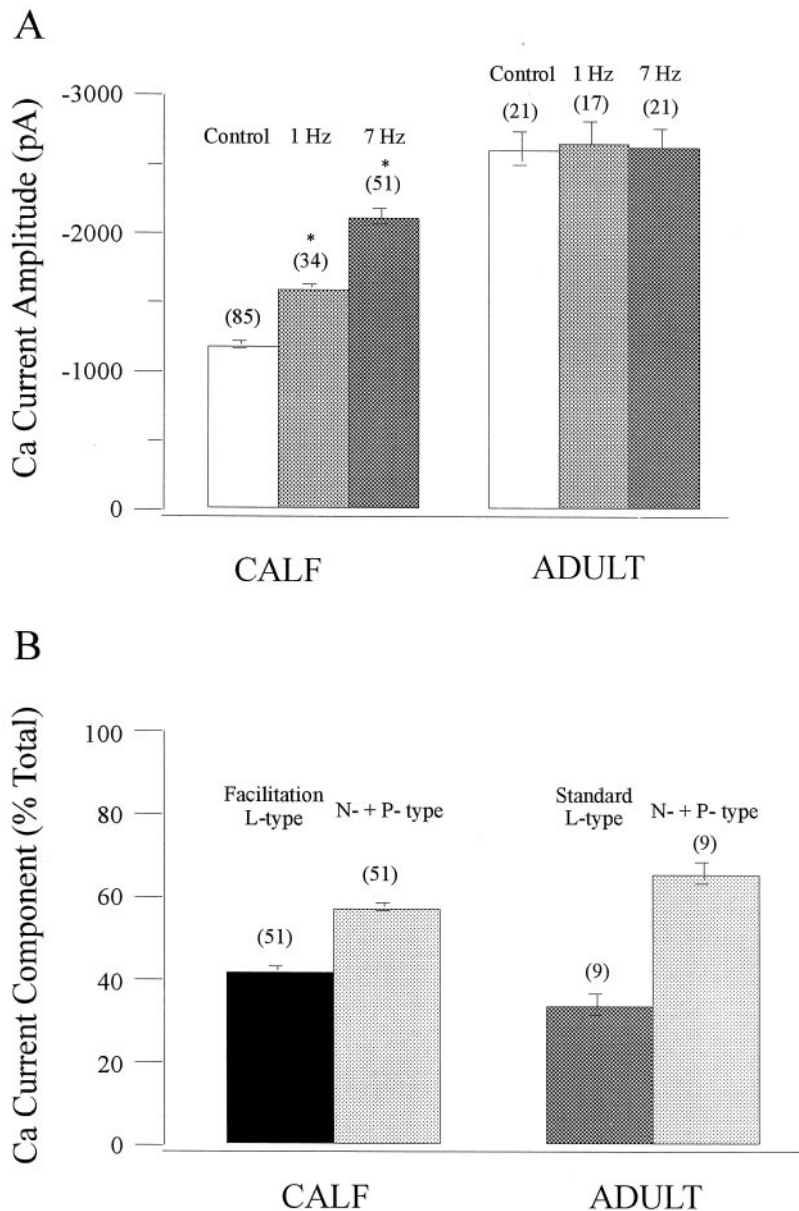 A
Ca Current Amplitude (pA)
-3000
-2000
-1000
0
Control 1 Hz 7 Hz
(85)
*
(34)
*
(51)
Control 1 Hz 7 Hz
(21) (17) (21)
CALF ADULT
B
Ca Current Component (% Total)
100
80
60
40
20
0
Facilitation
L-type
N- + P- type
(51)
(51)
Standard
L-type
N- + P- type
(9)
(9)
CALF ADULT